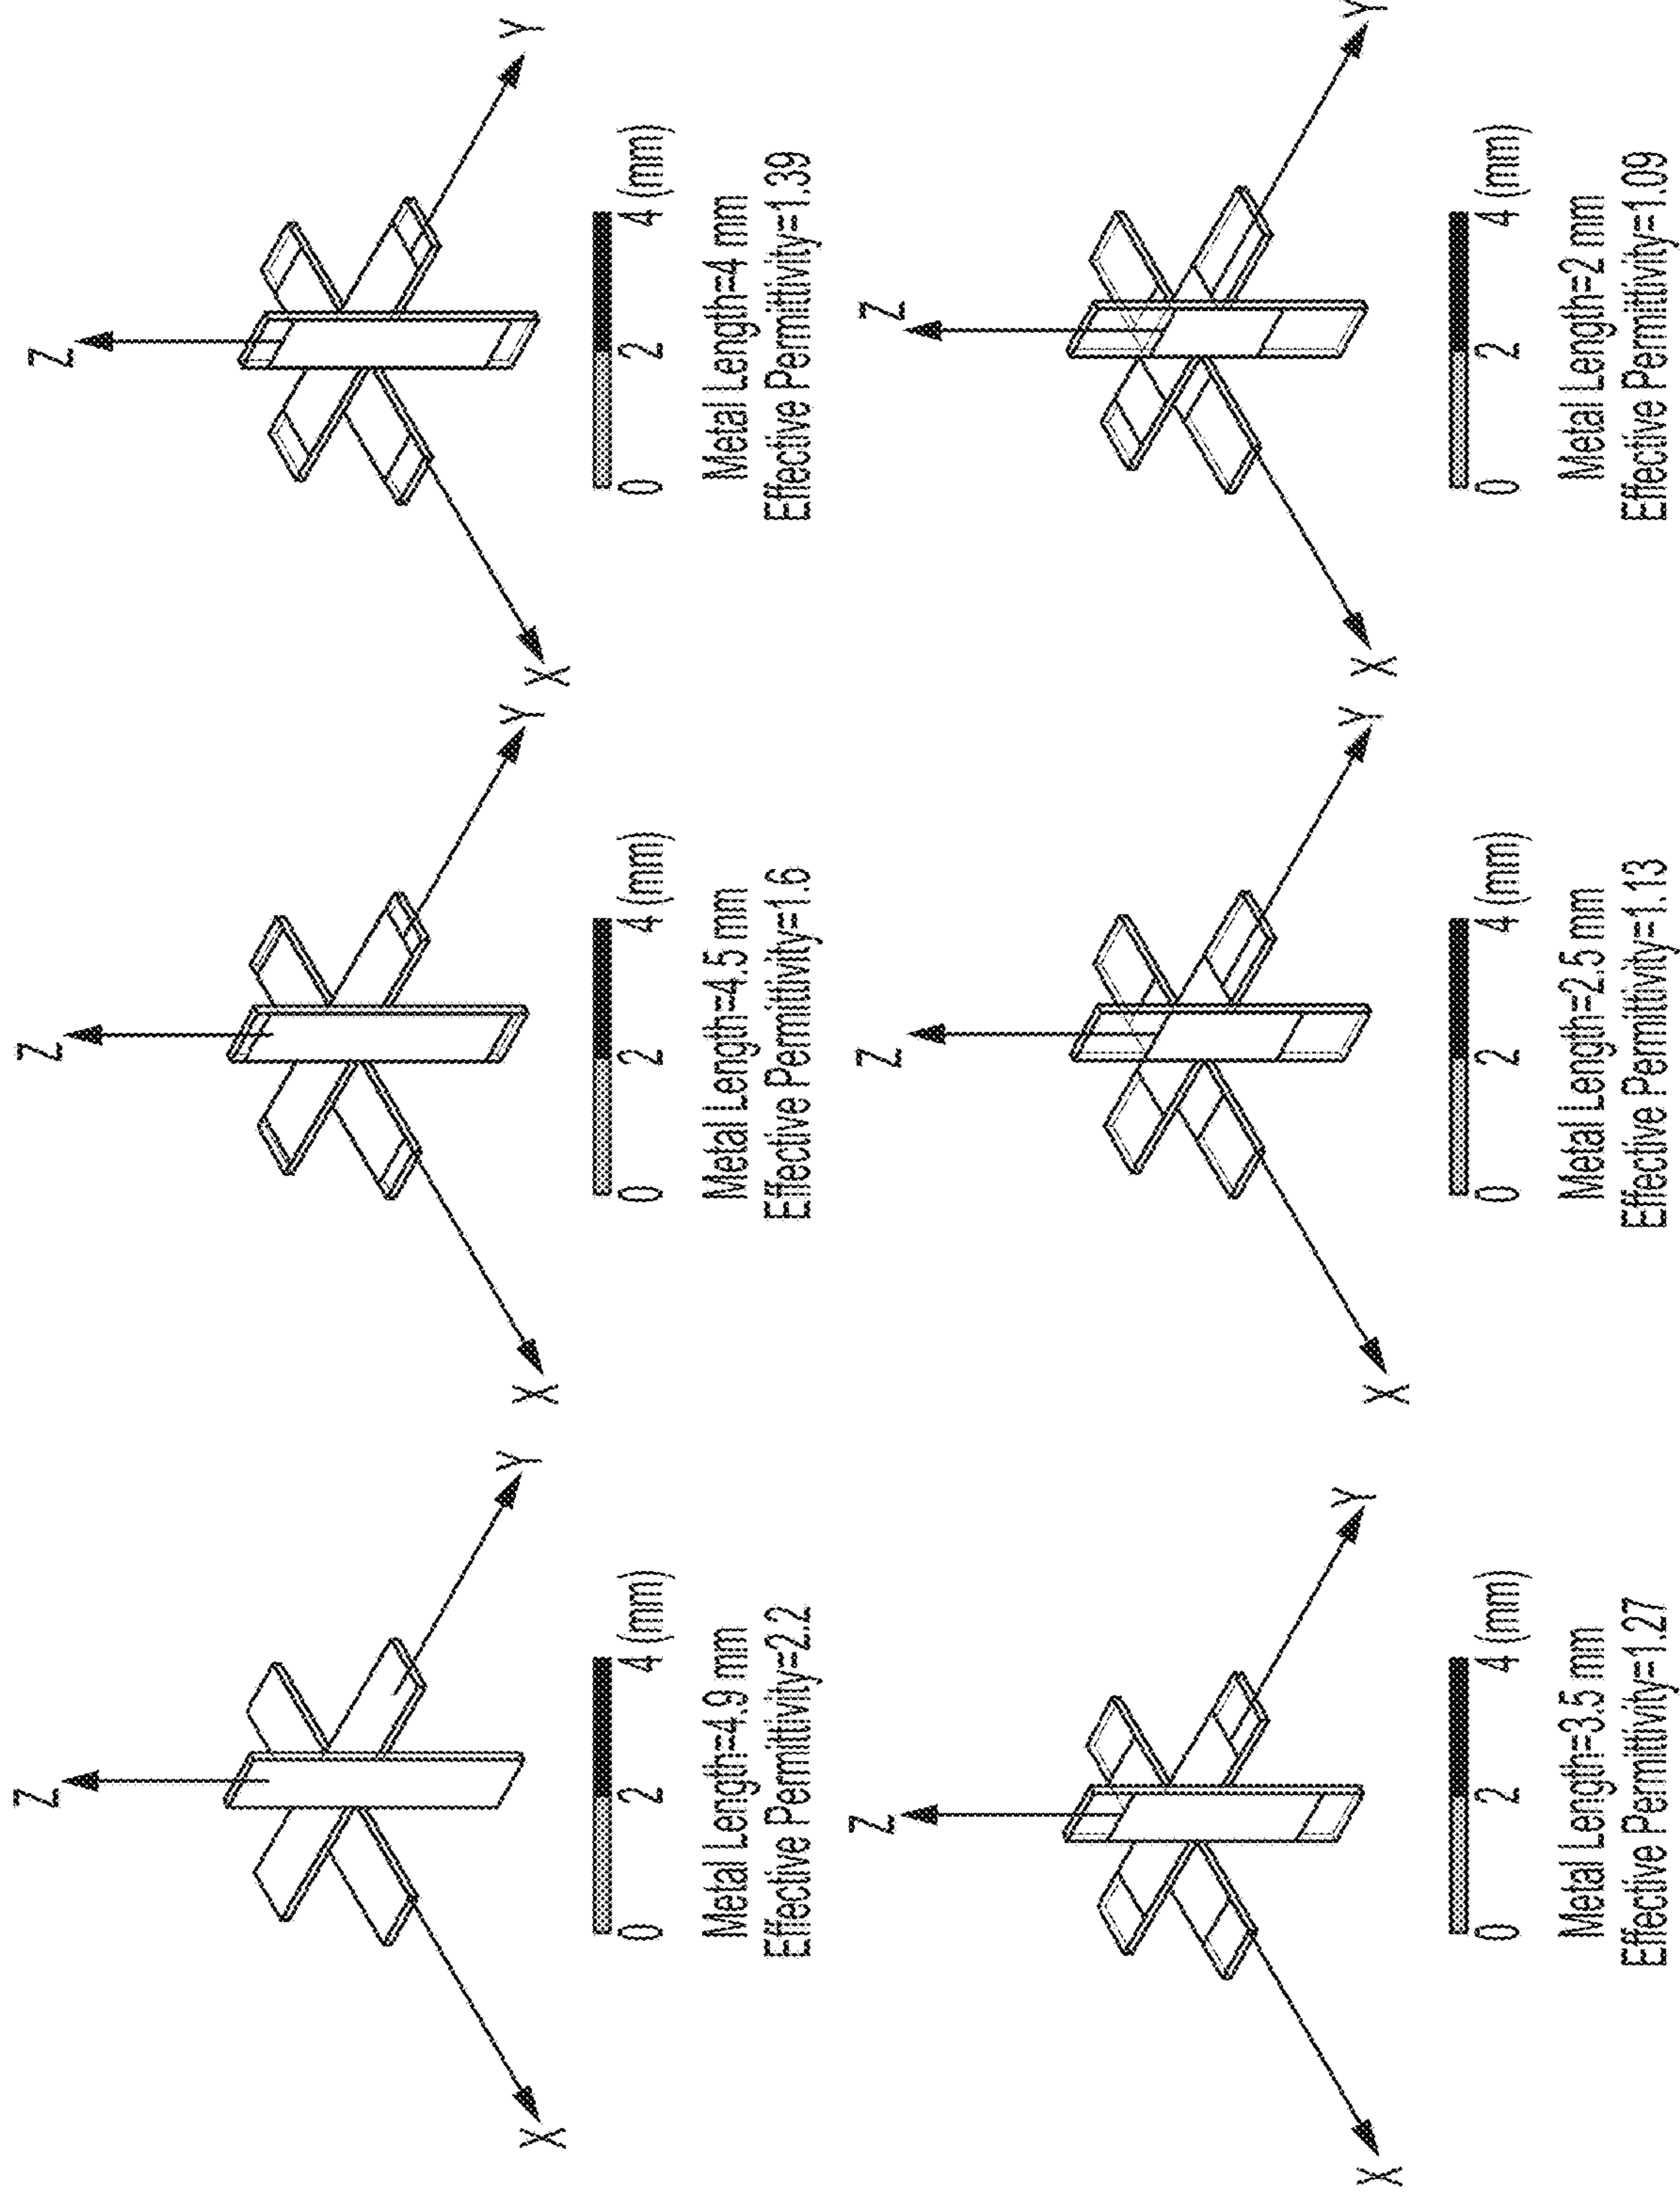 Z
Y
X
0 2 4 (mm)
Metal Length=4.9 mm
Effective Permittivity=2.2
Z
Y
X
0 2 4 (mm)
Metal Length=4.5 mm
Effective Permittivity=1.6
Z
Y
X
0 2 4 (mm)
Metal Length=4 mm
Effective Permittivity=1.39
Z
Y
X
0 2 4 (mm)
Metal Length=3.5 mm
Effective Permittivity=1.27
Z
Y
X
0 2 4 (mm)
Metal Length=2.5 mm
Effective Permittivity=1.13
Z
Y
X
0 2 4 (mm)
Metal Length=2 mm
Effective Permittivity=1.09